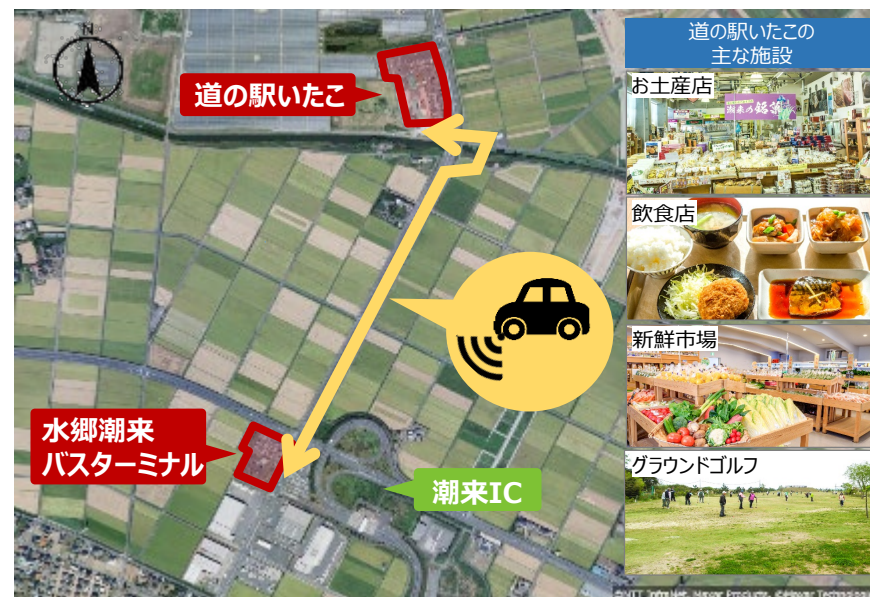 N
道の駅いたこ
水郷潮来
バスターミナル
潮来IC
道の駅いたこの
主な施設
お土産店
飲食店
新鮮市場
グラウンドゴルフ